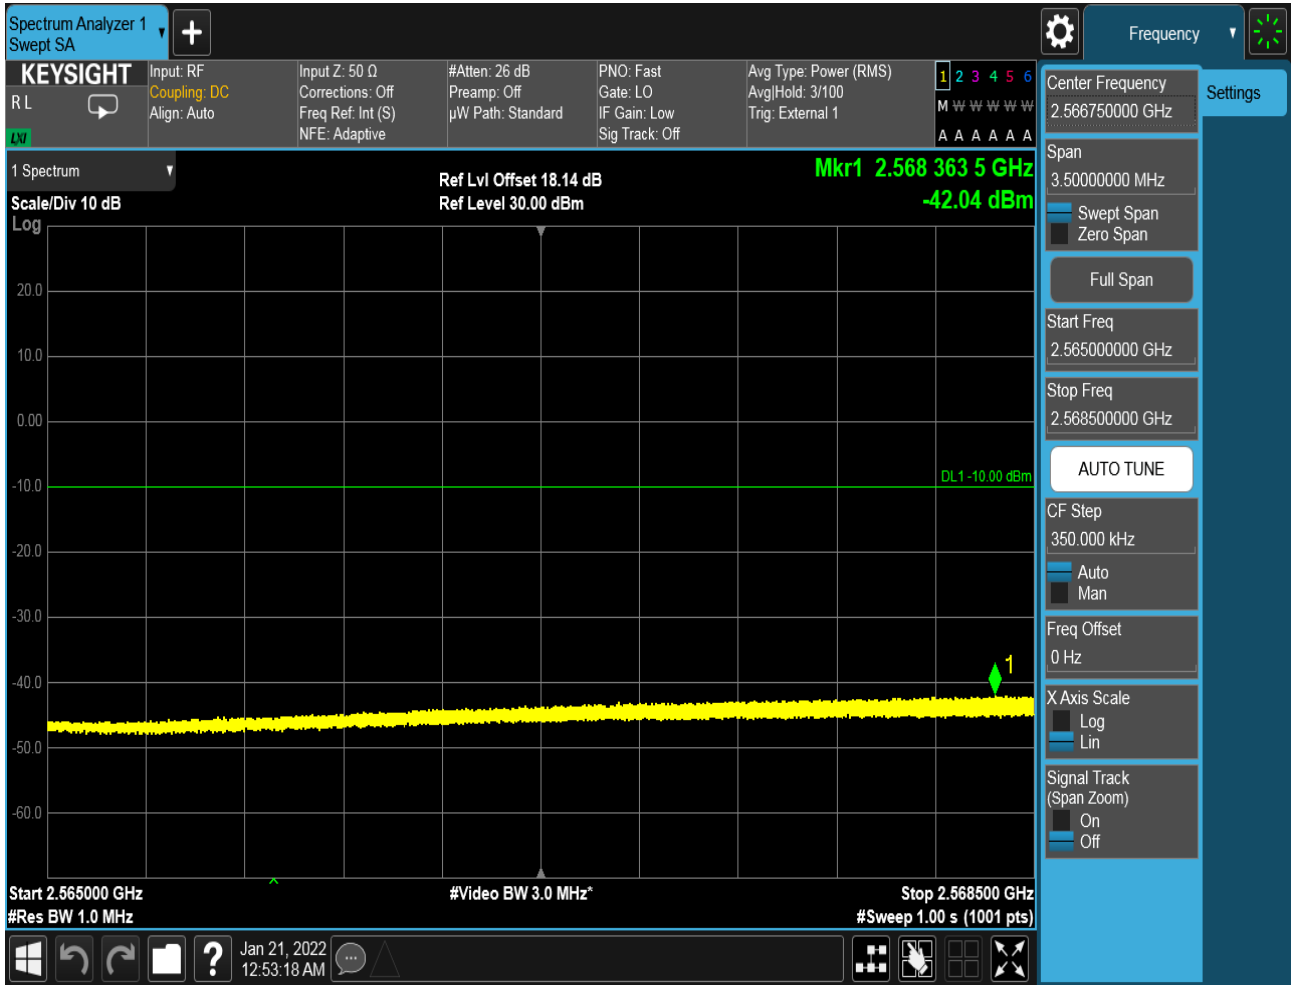 Spectrum Analyzer 1
Swept SA
Frequency
KEYSIGHT
R L
LXI
Input: RF
Coupling: DC
Align: Auto
Input Z: 50 Ω
Corrections: Off
Freq Ref: Int (S)
NFE: Adaptive
#Atten: 26 dB
Preamp: Off
µW Path: Standard
PNO: Fast
Gate: LO
IF Gain: Low
Sig Track: Off
Avg Type: Power (RMS)
Avg|Hold: 3/100
Trig: External 1
1 2 3 4 5 6
M W W W W W
A A A A A A
1 Spectrum
Scale/Div 10 dB
Log
Ref Lvl Offset 18.14 dB
Ref Level 30.00 dBm
Mkr1 2.568 363 5 GHz
-42.04 dBm
20.0
10.0
0.00
-10.0
-20.0
-30.0
-40.0
-50.0
-60.0
DL1 -10.00 dBm
1
Start 2.565000 GHz
#Res BW 1.0 MHz
#Video BW 3.0 MHz*
Stop 2.568500 GHz
#Sweep 1.00 s (1001 pts)
Center Frequency
2.566750000 GHz
Span
3.50000000 MHz
Swept Span
Zero Span
Full Span
Start Freq
2.565000000 GHz
Stop Freq
2.568500000 GHz
AUTO TUNE
CF Step
350.000 kHz
Auto
Man
Freq Offset
0 Hz
X Axis Scale
Log
Lin
Signal Track
(Span Zoom)
On
Off
Settings
?
Jan 21, 2022
12:53:18 AM